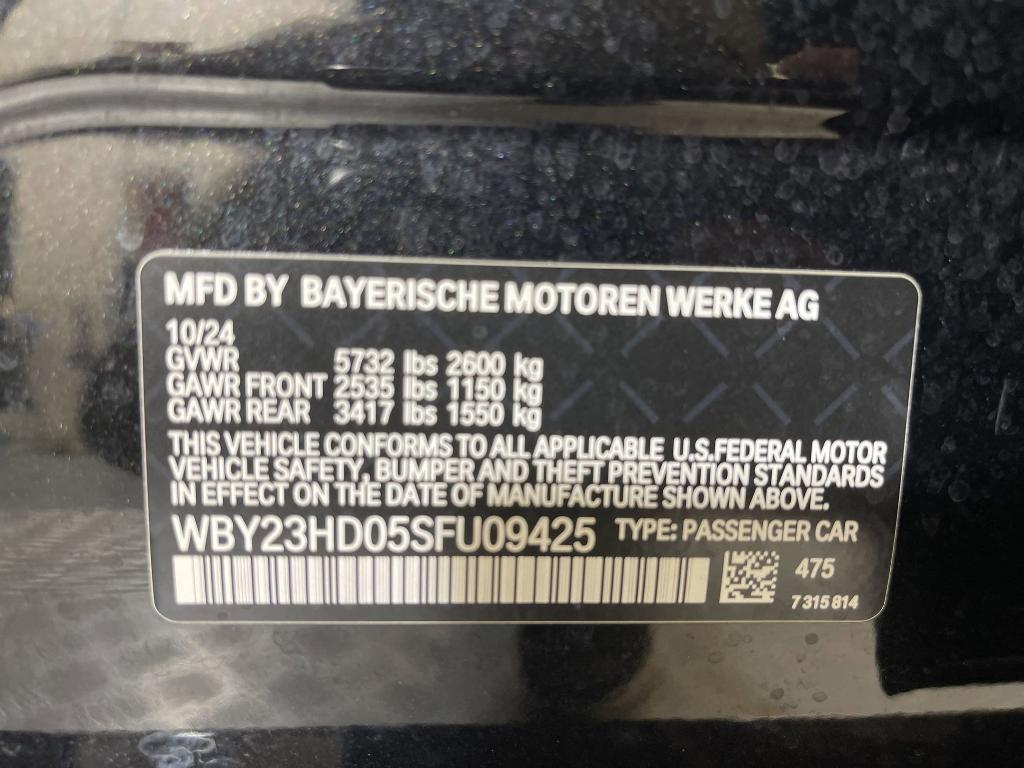 MFD BY BAYERISCHE MOTOREN WERKE AG
10/24
GVWR 5732 lbs 2600 kg
GAWR FRONT 2535 lbs 1150 kg
GAWR REAR 3417 lbs 1550 kg
THIS VEHICLE CONFORMS TO ALL APPLICABLE U.S.FEDERAL MOTOR
VEHICLE SAFETY, BUMPER AND THEFT PREVENTION STANDARDS
IN EFFECT ON THE DATE OF MANUFACTURE SHOWN ABOVE.
WBY23HD05SFU09425 TYPE: PASSENGER CAR
475
7 315 814